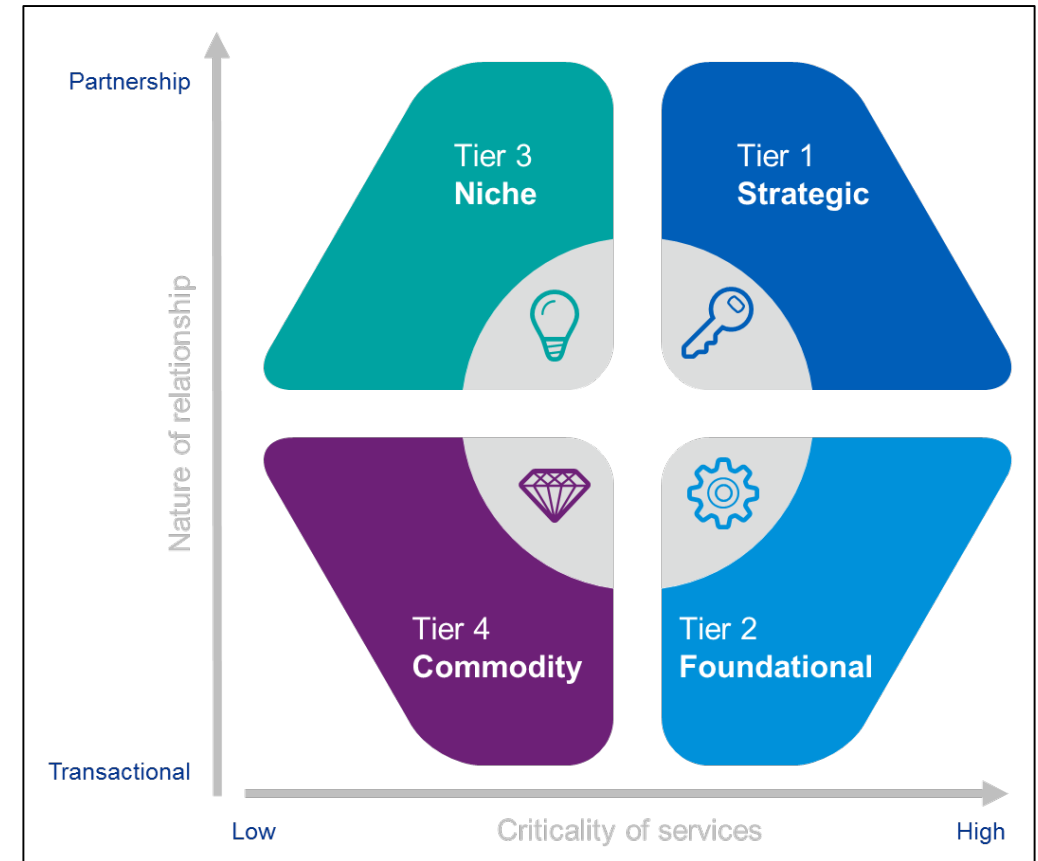 Partnership
Tier 3
Niche
Tier 1
Strategic
Nature of relationship
Tier 4
Commodity
Tier 2
Foundational
Transactional
Low
Criticality of services
High